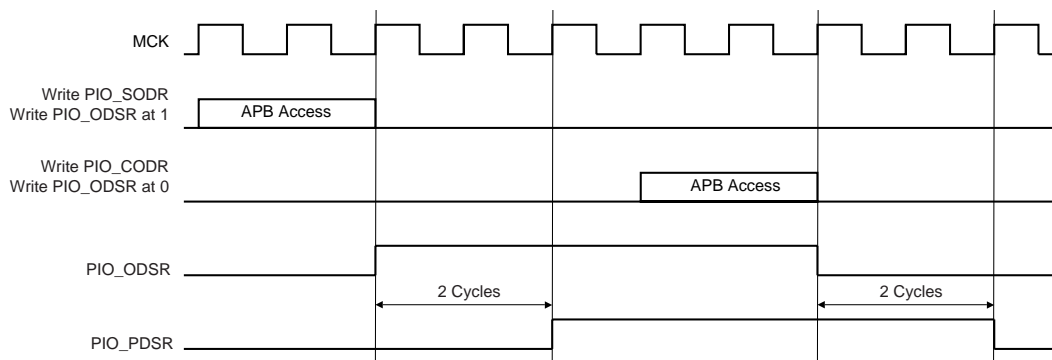 MCK
Write PIO_SODR
Write PIO_ODSR at 1
APB Access
Write PIO_CODR
Write PIO_ODSR at 0
APB Access
PIO_ODSR
2 Cycles
2 Cycles
PIO_PDSR